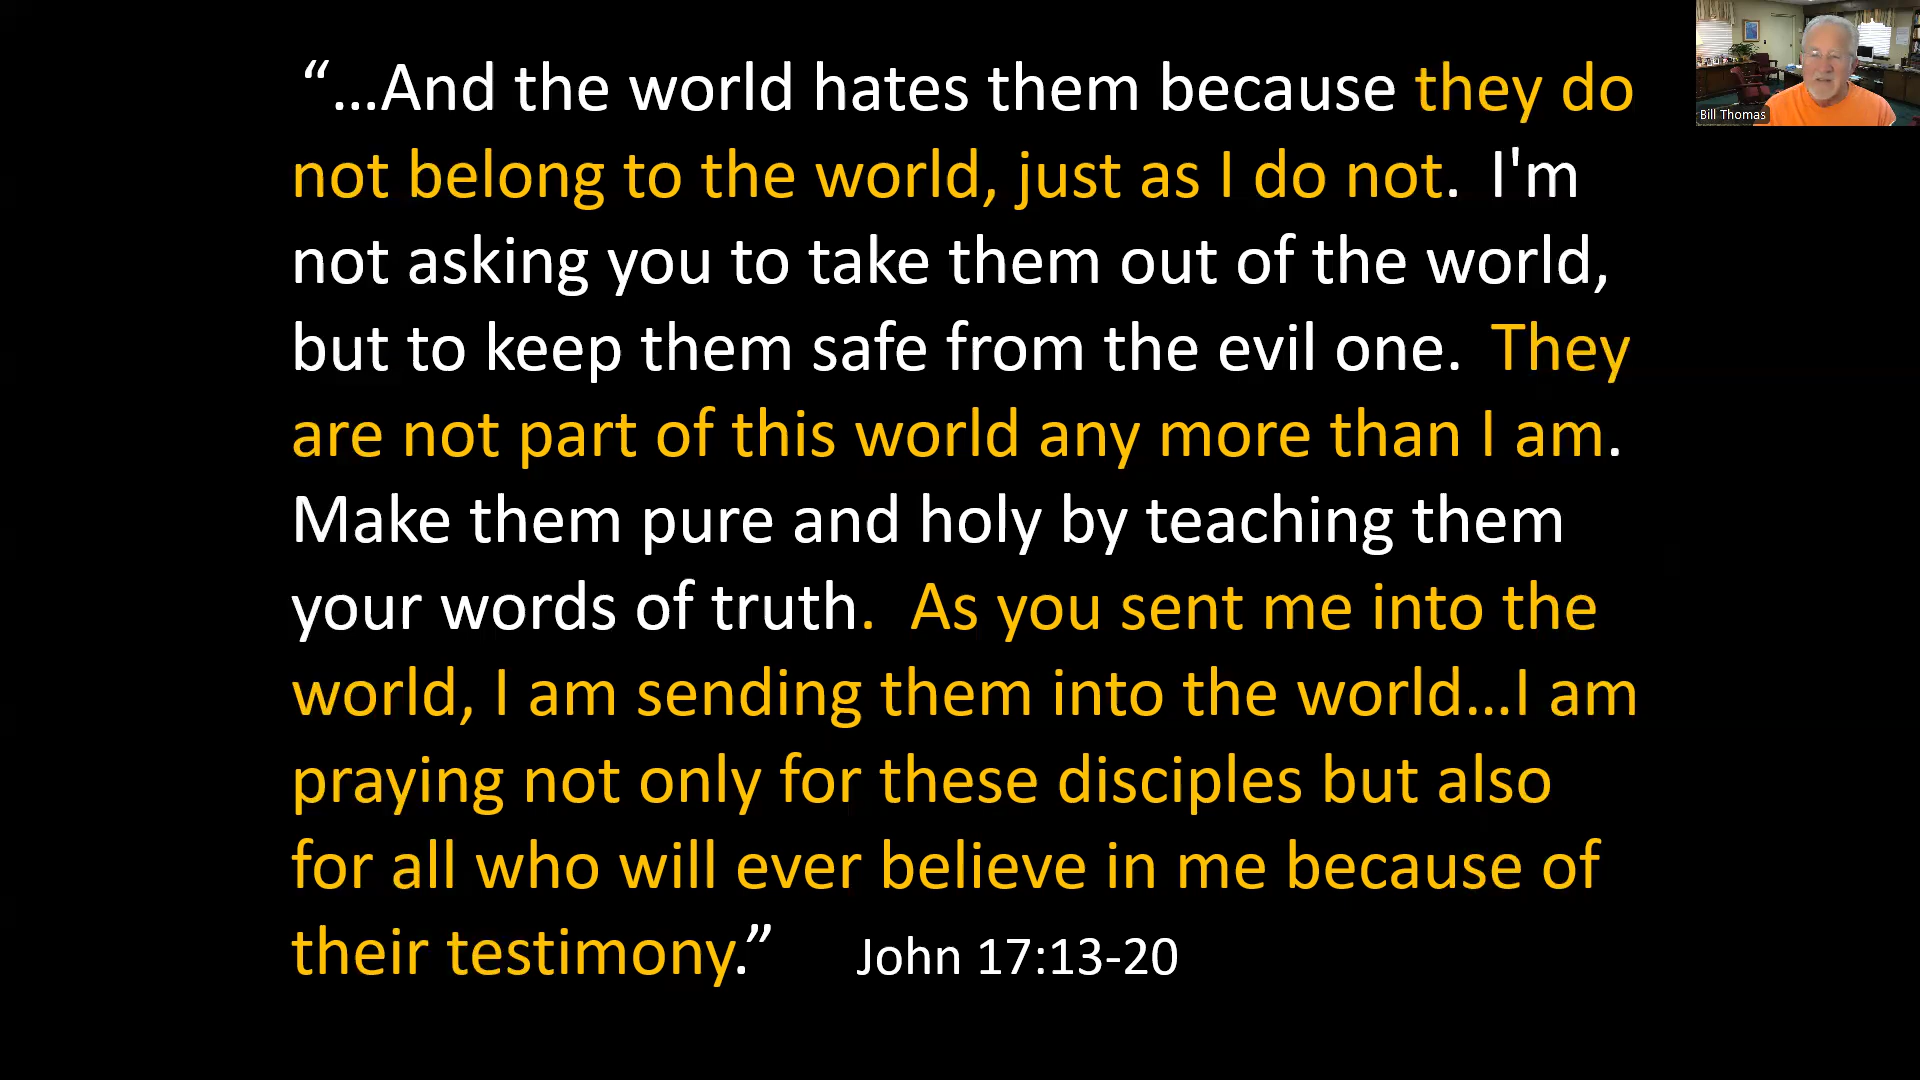 “...And the world hates them because they do
not belong to the world, just as I do not.  I'm
not asking you to take them out of the world,
but to keep them safe from the evil one.  They
are not part of this world any more than I am.
Make them pure and holy by teaching them
your words of truth.  As you sent me into the
world, I am sending them into the world...I am
praying not only for these disciples but also
for all who will ever believe in me because of
their testimony.”    John 17:13-20
Bill Thomas